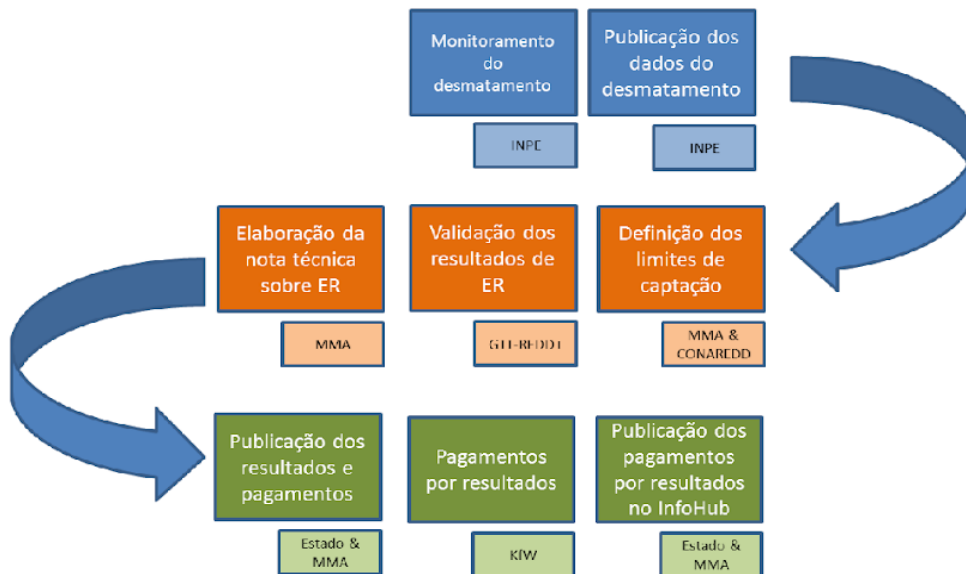 Monitoramento
do
desmatamento
Publicação dos
dados do
desmatamento
INPE
INPE
Elaboração da
nota técnica
sobre ER
Validação dos
resultados de
ER
Definição dos
limites de
captação
MMA
MMA &
CONAREDD
Publicação dos
resultados e
pagamentos
Pagamentos
por resultados
Publicação dos
pagamentos
por resultados
no InfoHub
Estado &
MMA
KfW
Estado &
MMA